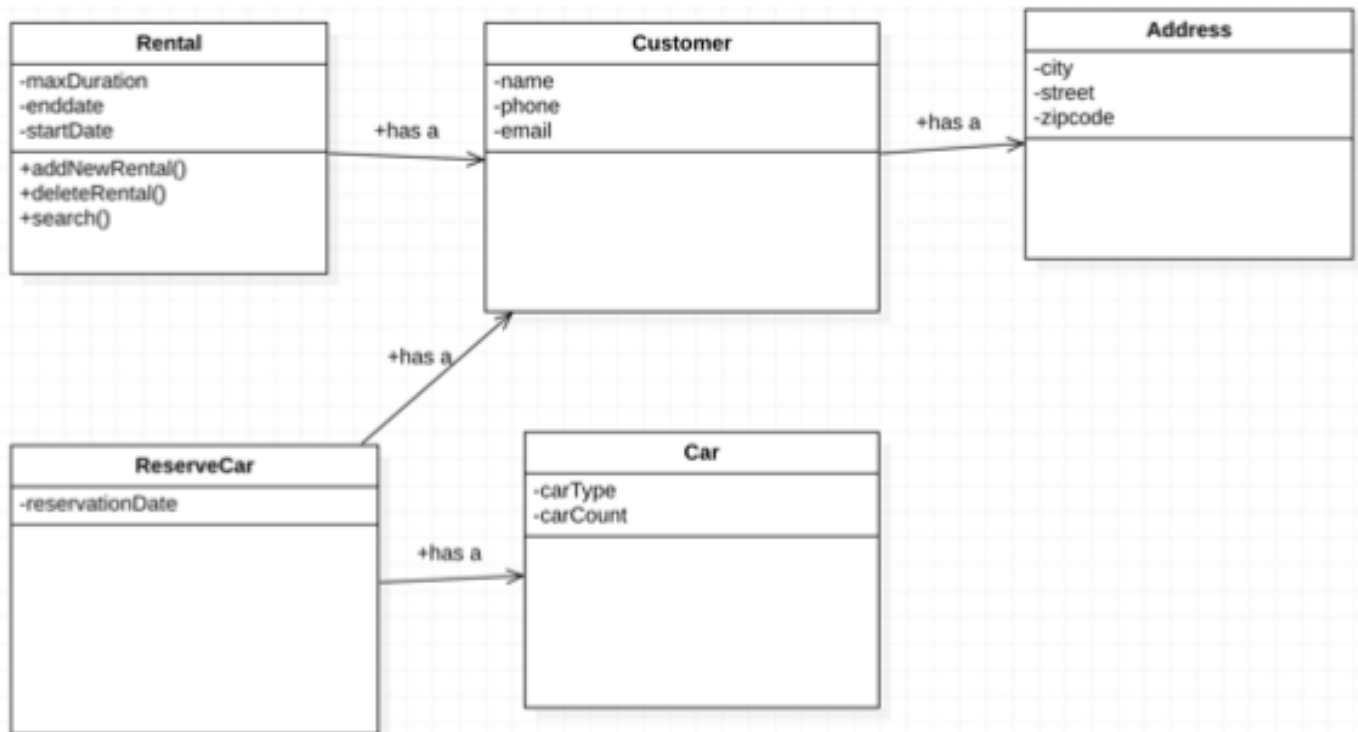 Rental
-maxDuration
-enddate
-startDate
+addNewRental()
+deleteRental()
+search()
+has a
Customer
-name
-phone
-email
+has a
Address
-city
-street
-zipcode
+has a
ReserveCar
-reservationDate
+has a
Car
-carType
-carCount